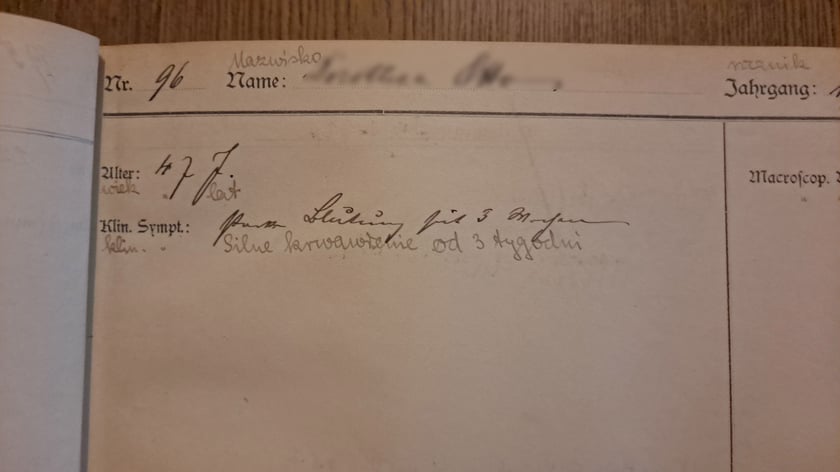 Nazwisko rocznik
Nr. 96 Name: Jahrgang:
Alter: 47 J.
wiek " lat
Macroscop.
Klin. Sympt.: starke Blutung seit 3 Wochen
klin. " Silne krwawienie od 3 tygodni